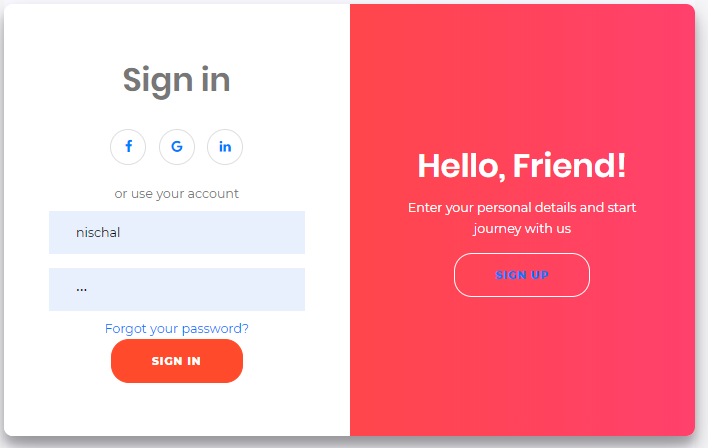 Sign in
or use your account
nischal
...
Forgot your password?
SIGN IN
Hello, Friend!
Enter your personal details and start
journey with us
SIGN UP